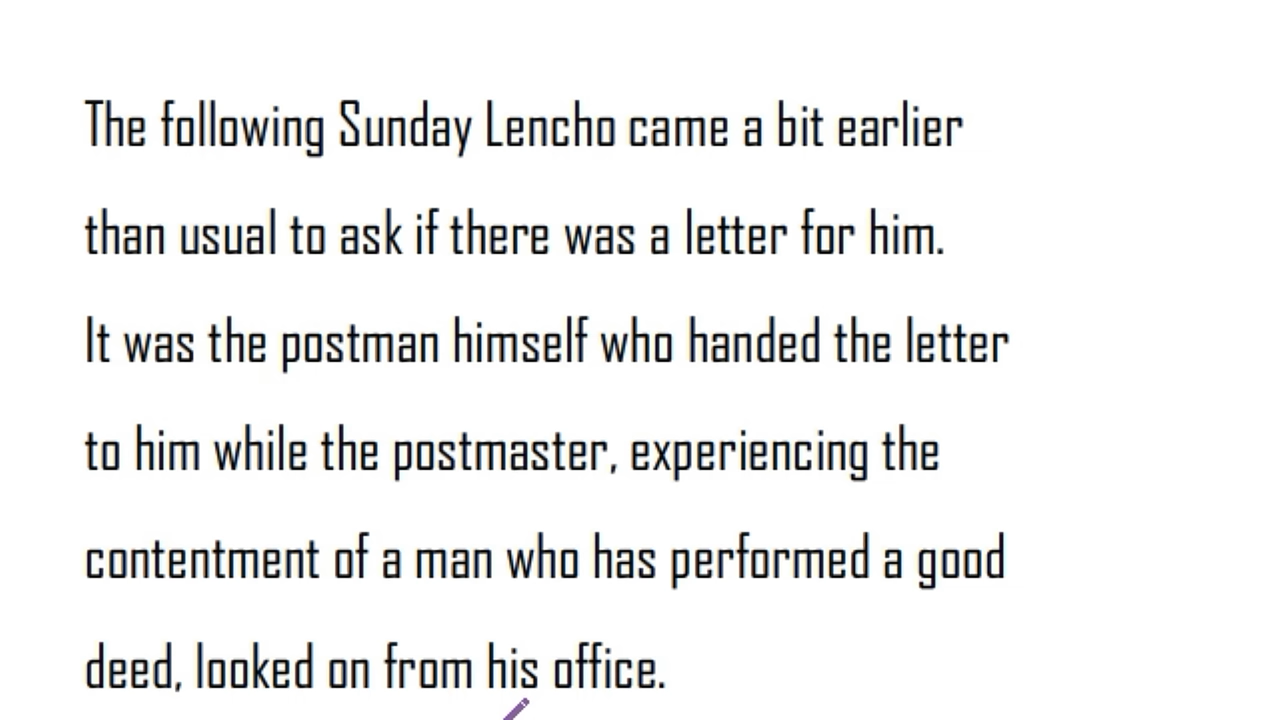 The following Sunday Lencho came a bit earlier
than usual to ask if there was a letter for him.
It was the postman himself who handed the letter
to him while the postmaster, experiencing the
contentment of a man who has performed a good
deed, looked on from his office.